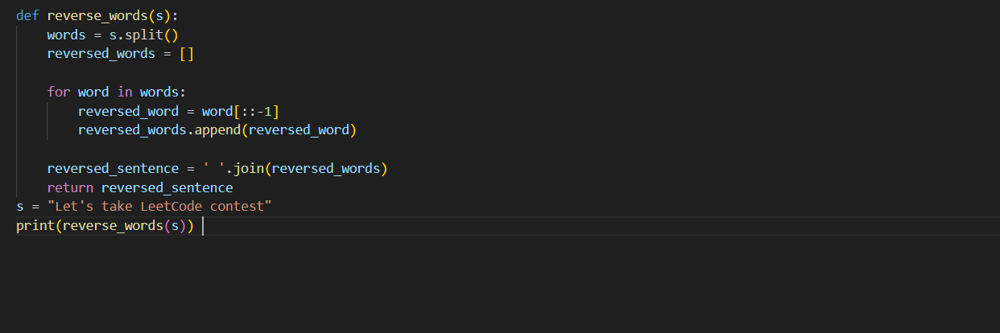 def reverse_words(s):
    words = s.split()
    reversed_words = []
    for word in words:
        reversed_word = word[::-1]
        reversed_words.append(reversed_word)
    reversed_sentence = ' '.join(reversed_words)
    return reversed_sentence
s = "Let's take LeetCode contest"
print(reverse_words(s))